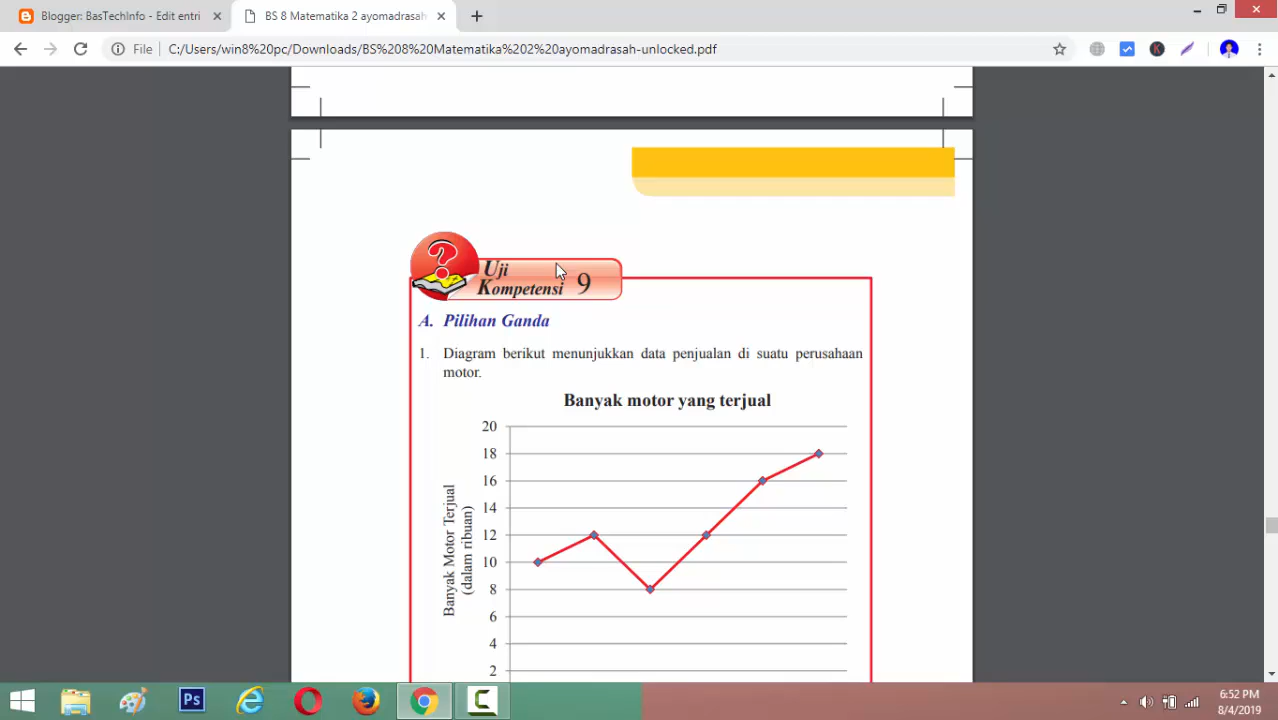 Blogger: BasTechInfo - Edit entri
BS 8 Matematika 2 ayomadrasah
File
C:/Users/win8%20pc/Downloads/BS%208%20Matematika%202%20ayomadrasah-unlocked.pdf
Uji
Kompetensi 9
A. Pilihan Ganda
1. Diagram berikut menunjukkan data penjualan di suatu perusahaan
motor.
Banyak motor yang terjual
Banyak Motor Terjual
(dalam ribuan)
20
18
16
14
12
10
8
6
4
2
Ps
6:52 PM
8/4/2019